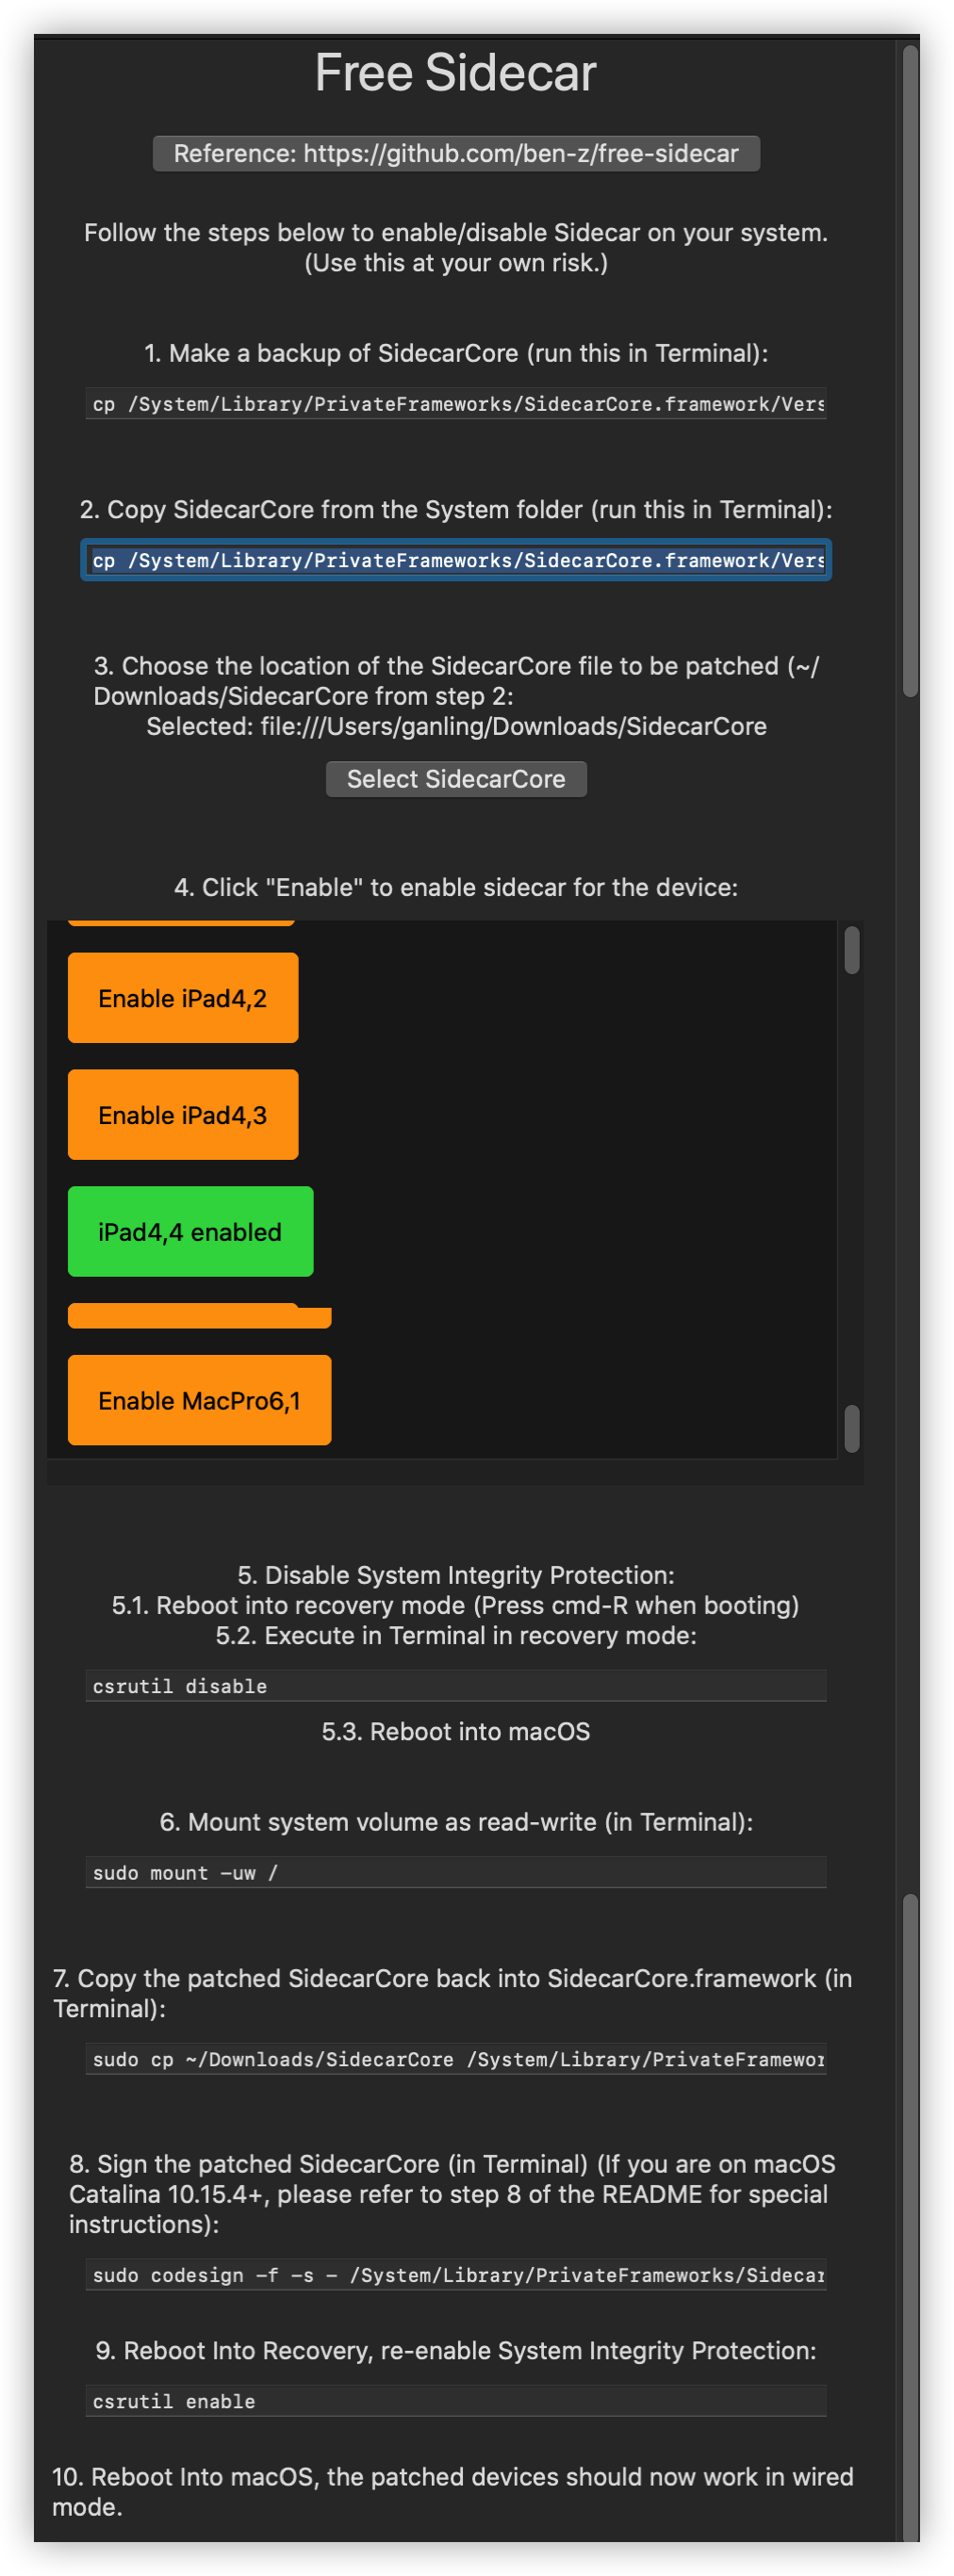 Free Sidecar
Reference: https://github.com/ben-z/free-sidecar
Follow the steps below to enable/disable Sidecar on your system.
(Use this at your own risk.)
1. Make a backup of SidecarCore (run this in Terminal):
cp /System/Library/PrivateFrameworks/SidecarCore.framework/Vers
2. Copy SidecarCore from the System folder (run this in Terminal):
cp /System/Library/PrivateFrameworks/SidecarCore.framework/Vers
3. Choose the location of the SidecarCore file to be patched (~/
Downloads/SidecarCore from step 2:
Selected: file:///Users/ganling/Downloads/SidecarCore
Select SidecarCore
4. Click "Enable" to enable sidecar for the device:
Enable iPad4,2
Enable iPad4,3
iPad4,4 enabled
Enable MacPro6,1
5. Disable System Integrity Protection:
5.1. Reboot into recovery mode (Press cmd-R when booting)
5.2. Execute in Terminal in recovery mode:
csrutil disable
5.3. Reboot into macOS
6. Mount system volume as read-write (in Terminal):
sudo mount -uw /
7. Copy the patched SidecarCore back into SidecarCore.framework (in
Terminal):
sudo cp ~/Downloads/SidecarCore /System/Library/PrivateFramewor
8. Sign the patched SidecarCore (in Terminal) (If you are on macOS
Catalina 10.15.4+, please refer to step 8 of the README for special
instructions):
sudo codesign -f -s - /System/Library/PrivateFrameworks/Sidecar
9. Reboot Into Recovery, re-enable System Integrity Protection:
csrutil enable
10. Reboot Into macOS, the patched devices should now work in wired
mode.